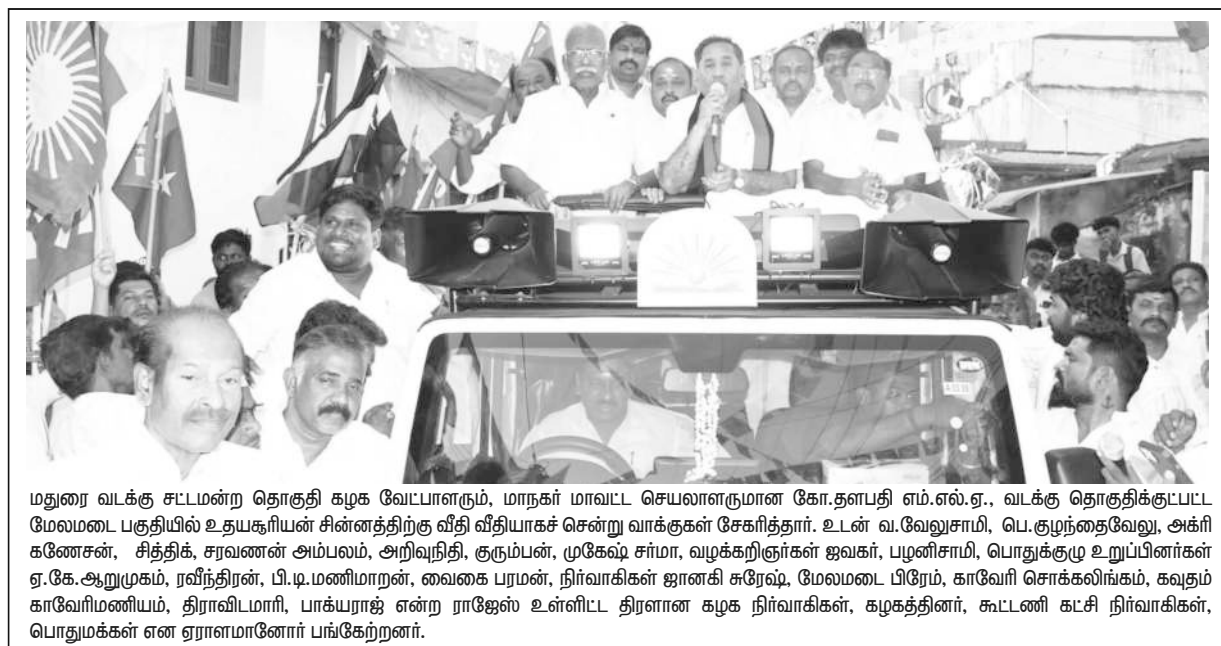 மதுரை வடக்கு சட்டமன்ற தொகுதி கழக வேட்பாளரும், மாநகர் மாவட்ட செயலாளருமான கோ.தளபதி எம்.எல்.ஏ., வடக்கு தொகுதிக்குட்பட்ட
மேலமடை பகுதியில் உதயசூரியன் சின்னத்திற்கு வீதி வீதியாகச் சென்று வாக்குகள் சேகரித்தார். உடன் வ.வேலுசாமி, பெ.குழந்தைவேலு, அக்ரி
கணேசன், சித்திக், சரவணன் அம்பலம், அறிவுநிதி, குரும்பன், முகேஷ் சர்மா, வழக்கறிஞர்கள் ஜவகர், பழனிசாமி, பொதுக்குழு உறுப்பினர்கள்
ஏ.கே.ஆறுமுகம், ரவீந்திரன், பி.டி.மணிமாறன், வைகை பரமன், நிர்வாகிகள் ஜானகி சுரேஷ், மேலமடை பிரேம், காவேரி சொக்கலிங்கம், கவுதம்
காவேரிமணியம், திராவிடமாரி, பாக்யராஜ் என்ற ராஜேஸ் உள்ளிட்ட திரளான கழக நிர்வாகிகள், கழகத்தினர், கூட்டணி கட்சி நிர்வாகிகள்,
பொதுமக்கள் என ஏராளமானோர் பங்கேற்றனர்.